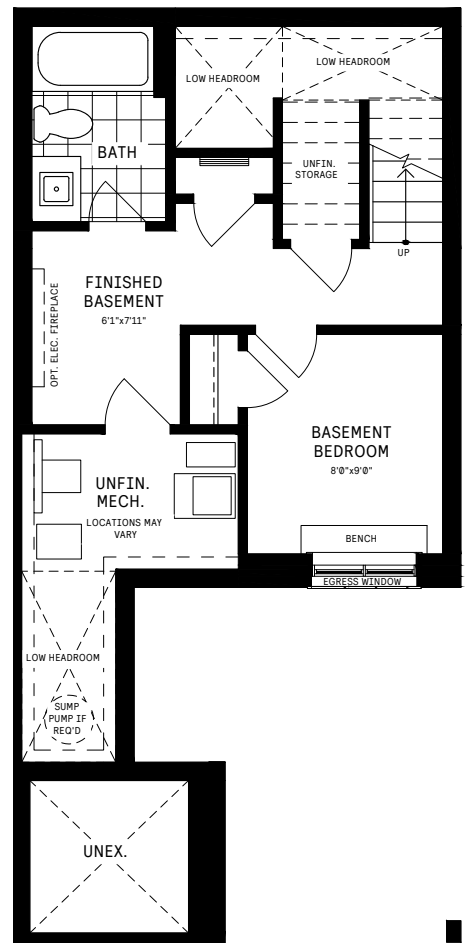 LOW HEADROOM
LOW HEADROOM
BATH
UNFIN.
STORAGE
UP
FINISHED
BASEMENT
6'1"x7'11"
OPT. ELEC. FIREPLACE
BASEMENT
BEDROOM
8'0"x9'0"
UNFIN.
MECH.
LOCATIONS MAY
VARY
BENCH
EGRESS WINDOW
LOW HEADROOM
SUMP
PUMP IF
REQ'D
UNEX.